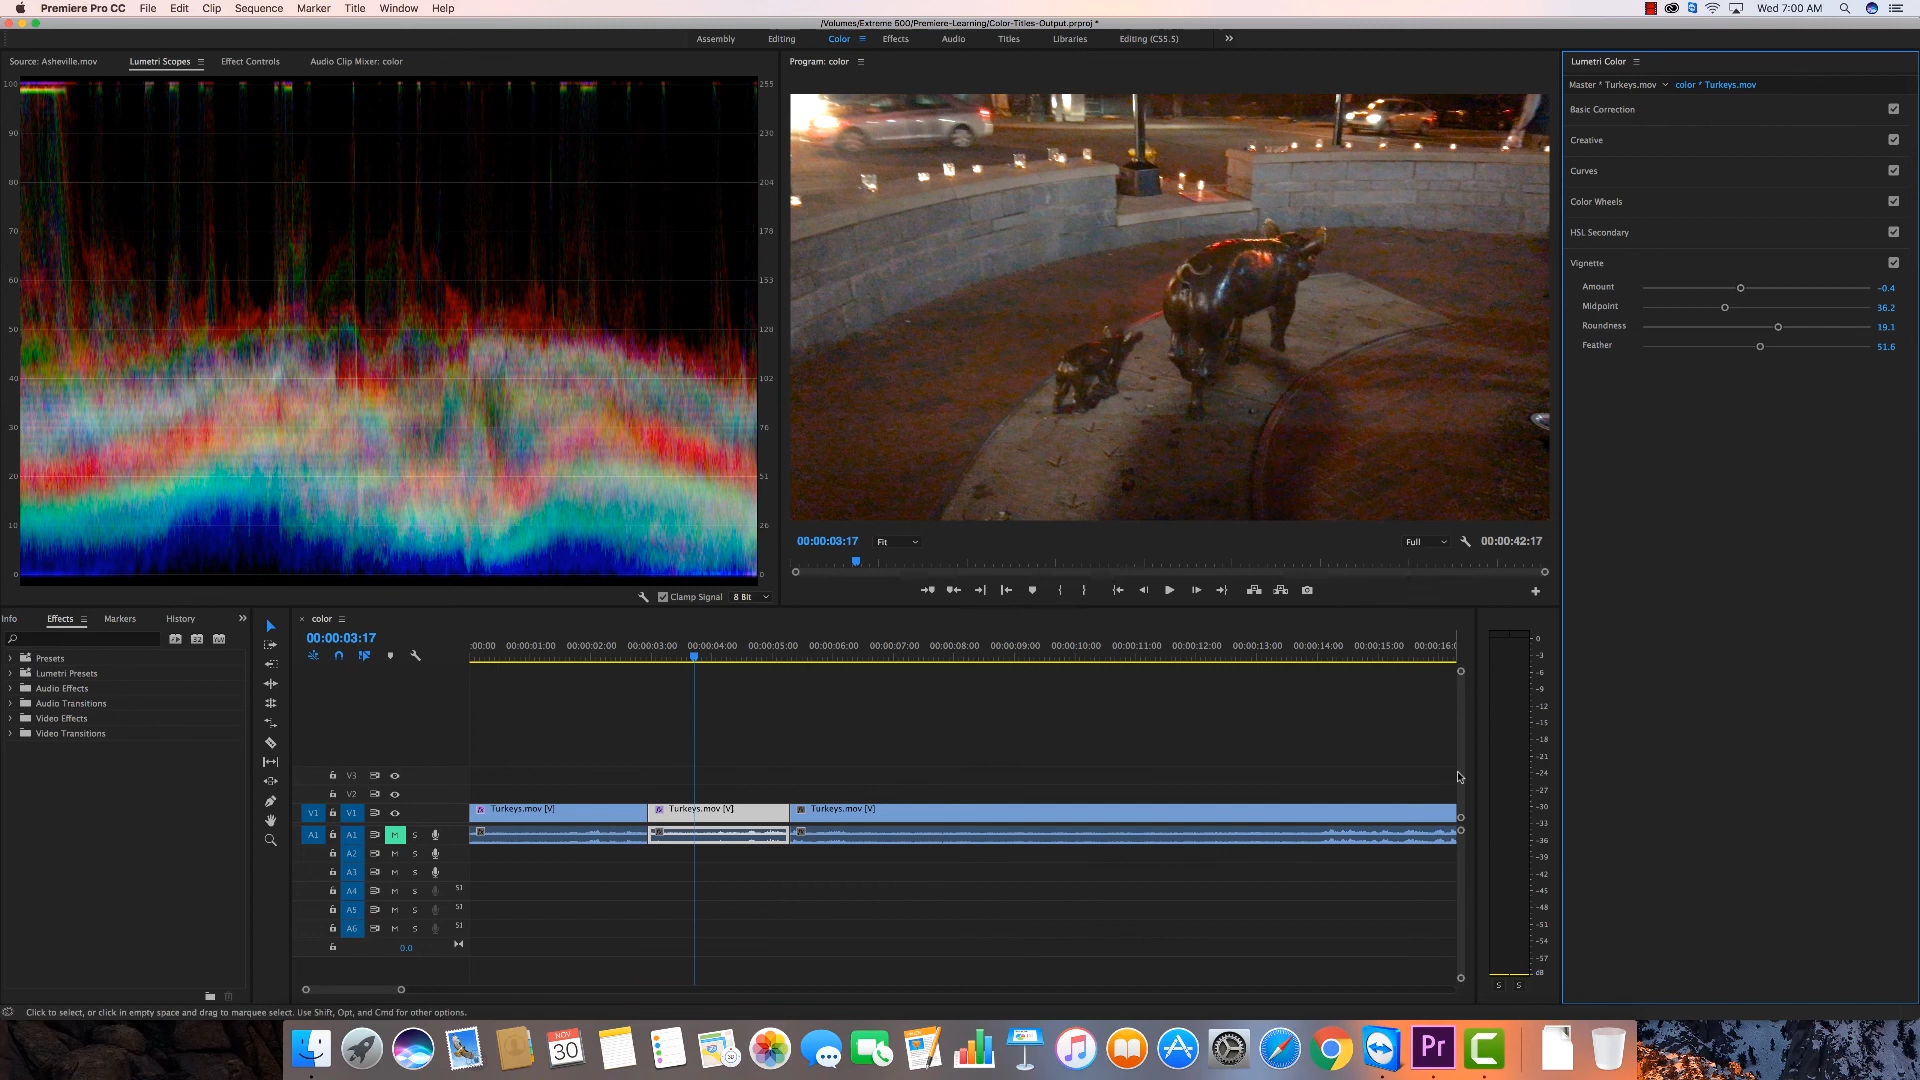 Premiere Pro CC File Edit Clip Sequence Marker Title Window Help
Wed 7:00 AM
/Volumes/Extreme 500/Premiere-Learning/Color-Titles-Output.prproj *
Assembly Editing Color Effects Audio Titles Libraries Editing (CS5.5)
Source: Asheville.mov Lumetri Scopes Effect Controls Audio Clip Mixer: color
Program: color
Lumetri Color
Master * Turkeys.mov color * Turkeys.mov
Basic Correction
Creative
Curves
Color Wheels
HSL Secondary
Vignette
Amount -0.4
Midpoint 36.2
Roundness 19.1
Feather 51.6
100 255
90 230
80 204
70 178
60 153
50 128
40 102
30 76
20 51
10 26
0 0
Clamp Signal 8 Bit
00:00:03:17 Fit Full 00:00:42:17
Info Effects Markers History
Presets
Lumetri Presets
Audio Effects
Audio Transitions
Video Effects
Video Transitions
color
00:00:03:17
:00:00 00:00:01:00 00:00:02:00 00:00:03:00 00:00:04:00 00:00:05:00 00:00:06:00 00:00:07:00 00:00:08:00 00:00:09:00 00:00:10:00 00:00:11:00 00:00:12:00 00:00:13:00 00:00:14:00 00:00:15:00 00:00:16:0
V3
V2
V1 V1 Turkeys.mov [V] Turkeys.mov [V] Turkeys.mov [V]
A1 A1 M S
A2 M S
A3 M S
A4 M S S1
A5 M S S1
A6 M S S1
0.0
0
-3
-6
-9
-12
-15
-18
-21
-24
-27
-30
-33
-36
-39
-42
-45
-48
-51
-54
-57
dB
S S
Click to select, or click in empty space and drag to marquee select. Use Shift, Opt, and Cmd for other options.
NOV
30
Pr